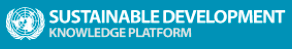 SUSTAINABLE DEVELOPMENT
KNOWLEDGE PLATFORM